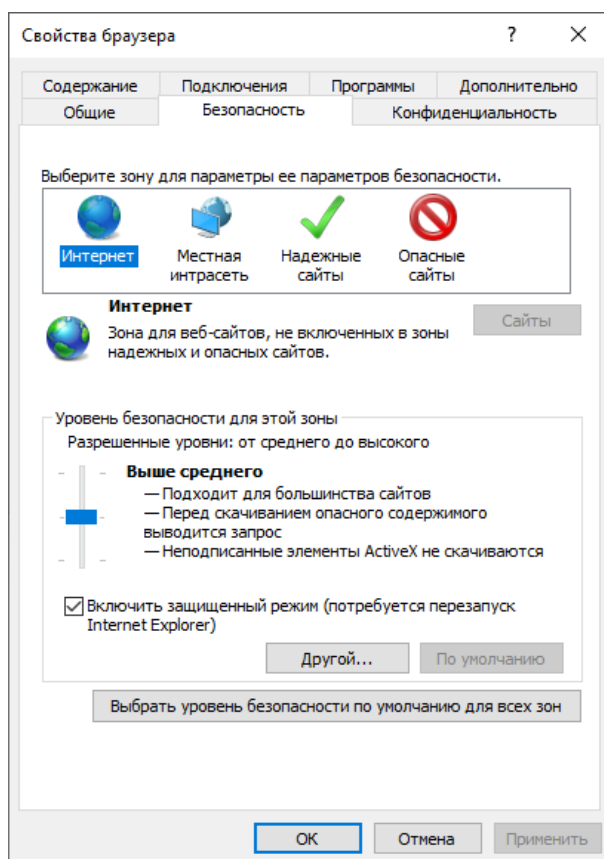 Свойства браузера
?
Содержание Подключения Программы Дополнительно
Общие Безопасность Конфиденциальность
Выберите зону для параметры ее параметров безопасности.
Интернет Местная Надежные Опасные
интрасеть сайты сайты
Интернет
Сайты
Зона для веб-сайтов, не включенных в зоны
надежных и опасных сайтов.
Уровень безопасности для этой зоны
Разрешенные уровни: от среднего до высокого
Выше среднего
— Подходит для большинства сайтов
— Перед скачиванием опасного содержимого
выводится запрос
— Неподписанные элементы ActiveX не скачиваются
Включить защищенный режим (потребуется перезапуск
Internet Explorer)
Другой... По умолчанию
Выбрать уровень безопасности по умолчанию для всех зон
ОК Отмена Применить